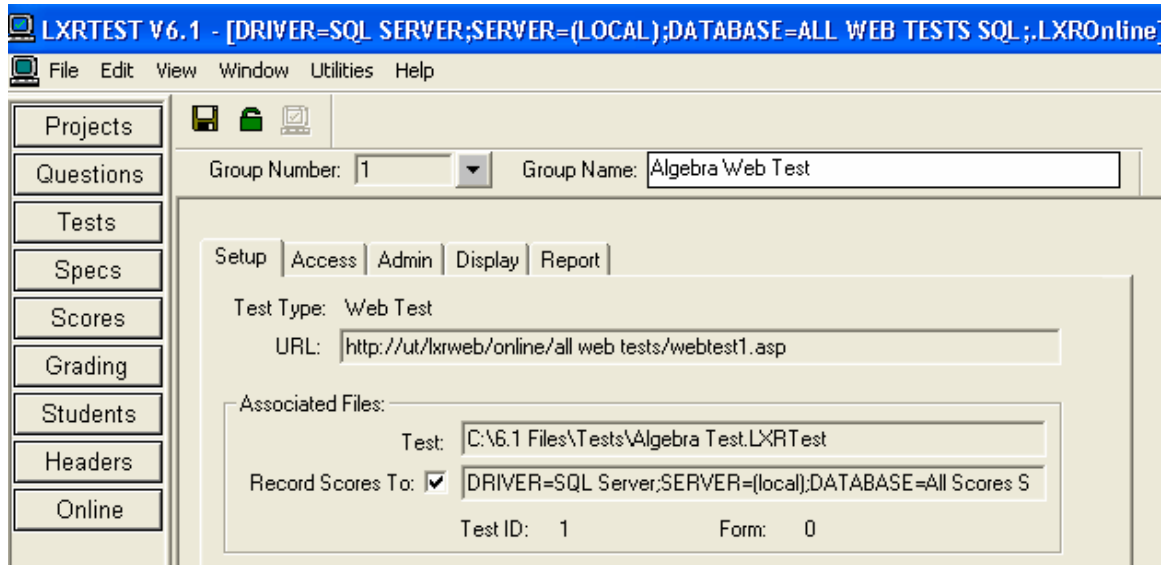 LXRTEST V6.1 - [DRIVER=SQL SERVER;SERVER=(LOCAL);DATABASE=ALL WEB TESTS SQL;.LXROnline]
File Edit View Window Utilities Help
Projects
Questions
Tests
Specs
Scores
Grading
Students
Headers
Online
Group Number: 1 Group Name: Algebra Web Test
Setup Access Admin Display Report
Test Type: Web Test
URL: http://ut/lxrweb/online/all web tests/webtest1.asp
Associated Files:
Test: C:\6.1 Files\Tests\Algebra Test.LXRTest
Record Scores To: DRIVER=SQL Server;SERVER=(local);DATABASE=All Scores S
Test ID: 1 Form: 0